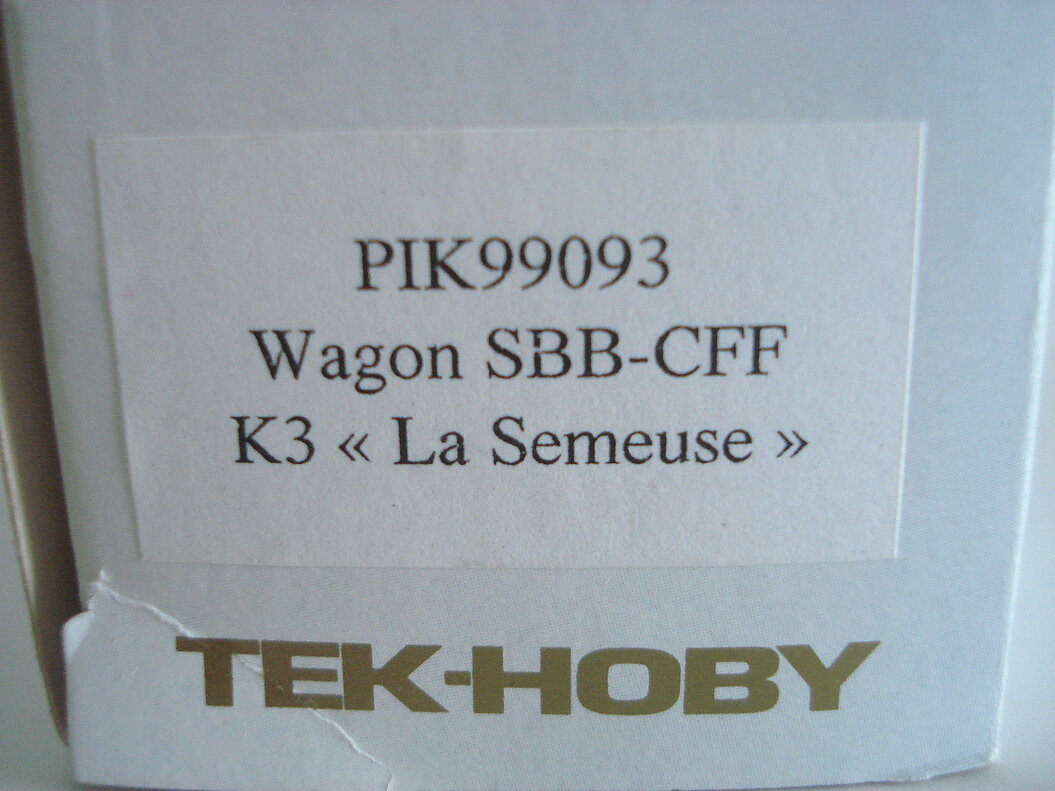 PIK99093
Wagon SBB-CFF
K3 « La Semeuse »
TEK-HOBY